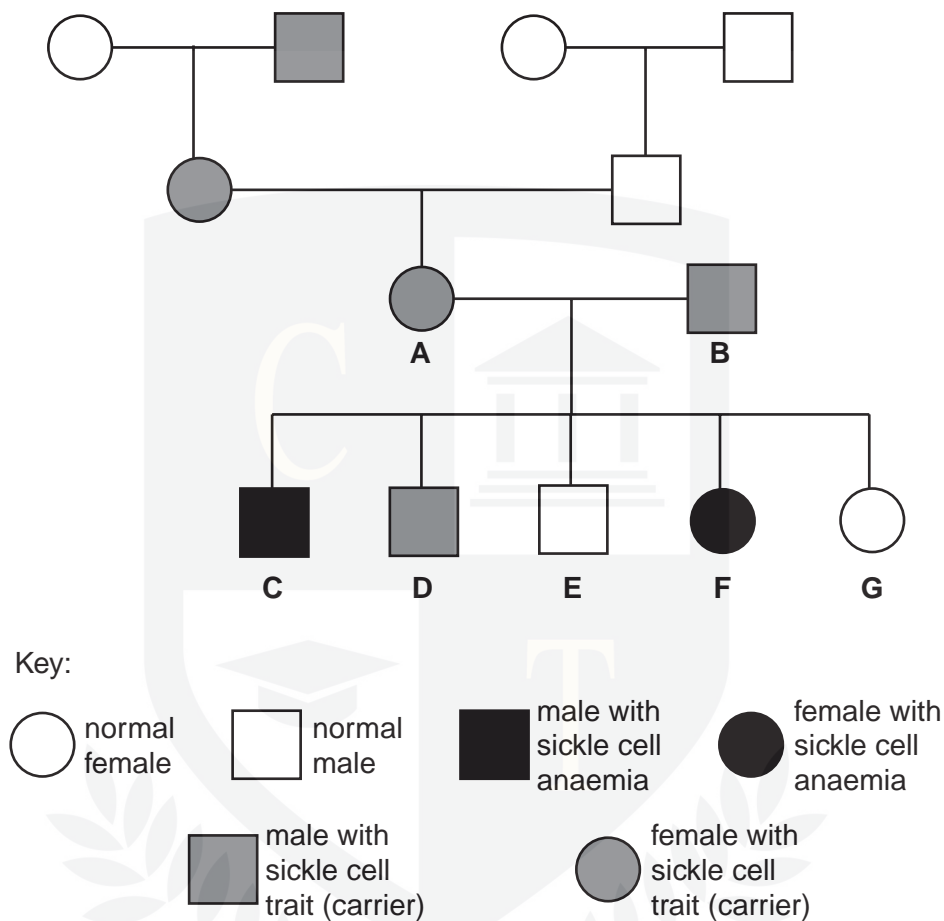 A B
C D E F G
Key:
normal
female
normal
male
male with
sickle cell
anaemia
female with
sickle cell
anaemia
male with
sickle cell
trait (carrier)
female with
sickle cell
trait (carrier)
C
T